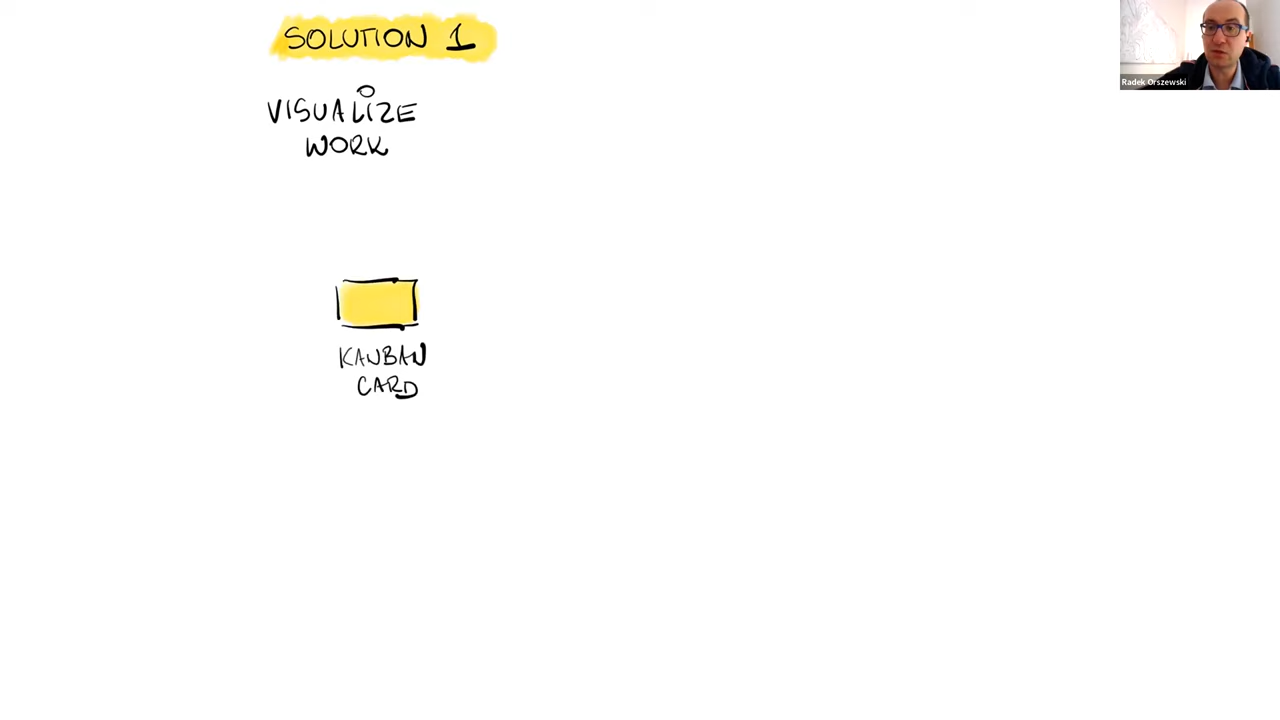 SOLUTION 1
VISUALIZE
WORK
KANBAN
CARD
Radek Orszewski